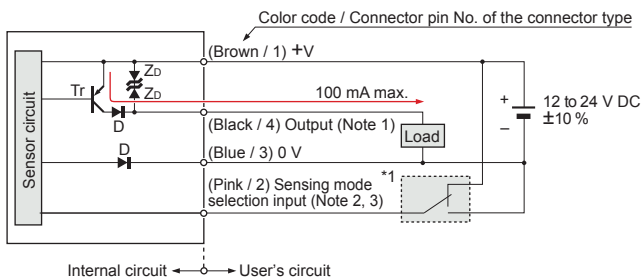 Color code / Connector pin No. of the connector type
(Brown / 1) +V
ZD
Tr
ZD
100 mA max.
D
(Black / 4) Output (Note 1)
Load
+
–
12 to 24 V DC
±10 %
Sensor circuit
D
(Blue / 3) 0 V
(Pink / 2) Sensing mode
selection input (Note 2, 3)
*1
Internal circuit
User's circuit